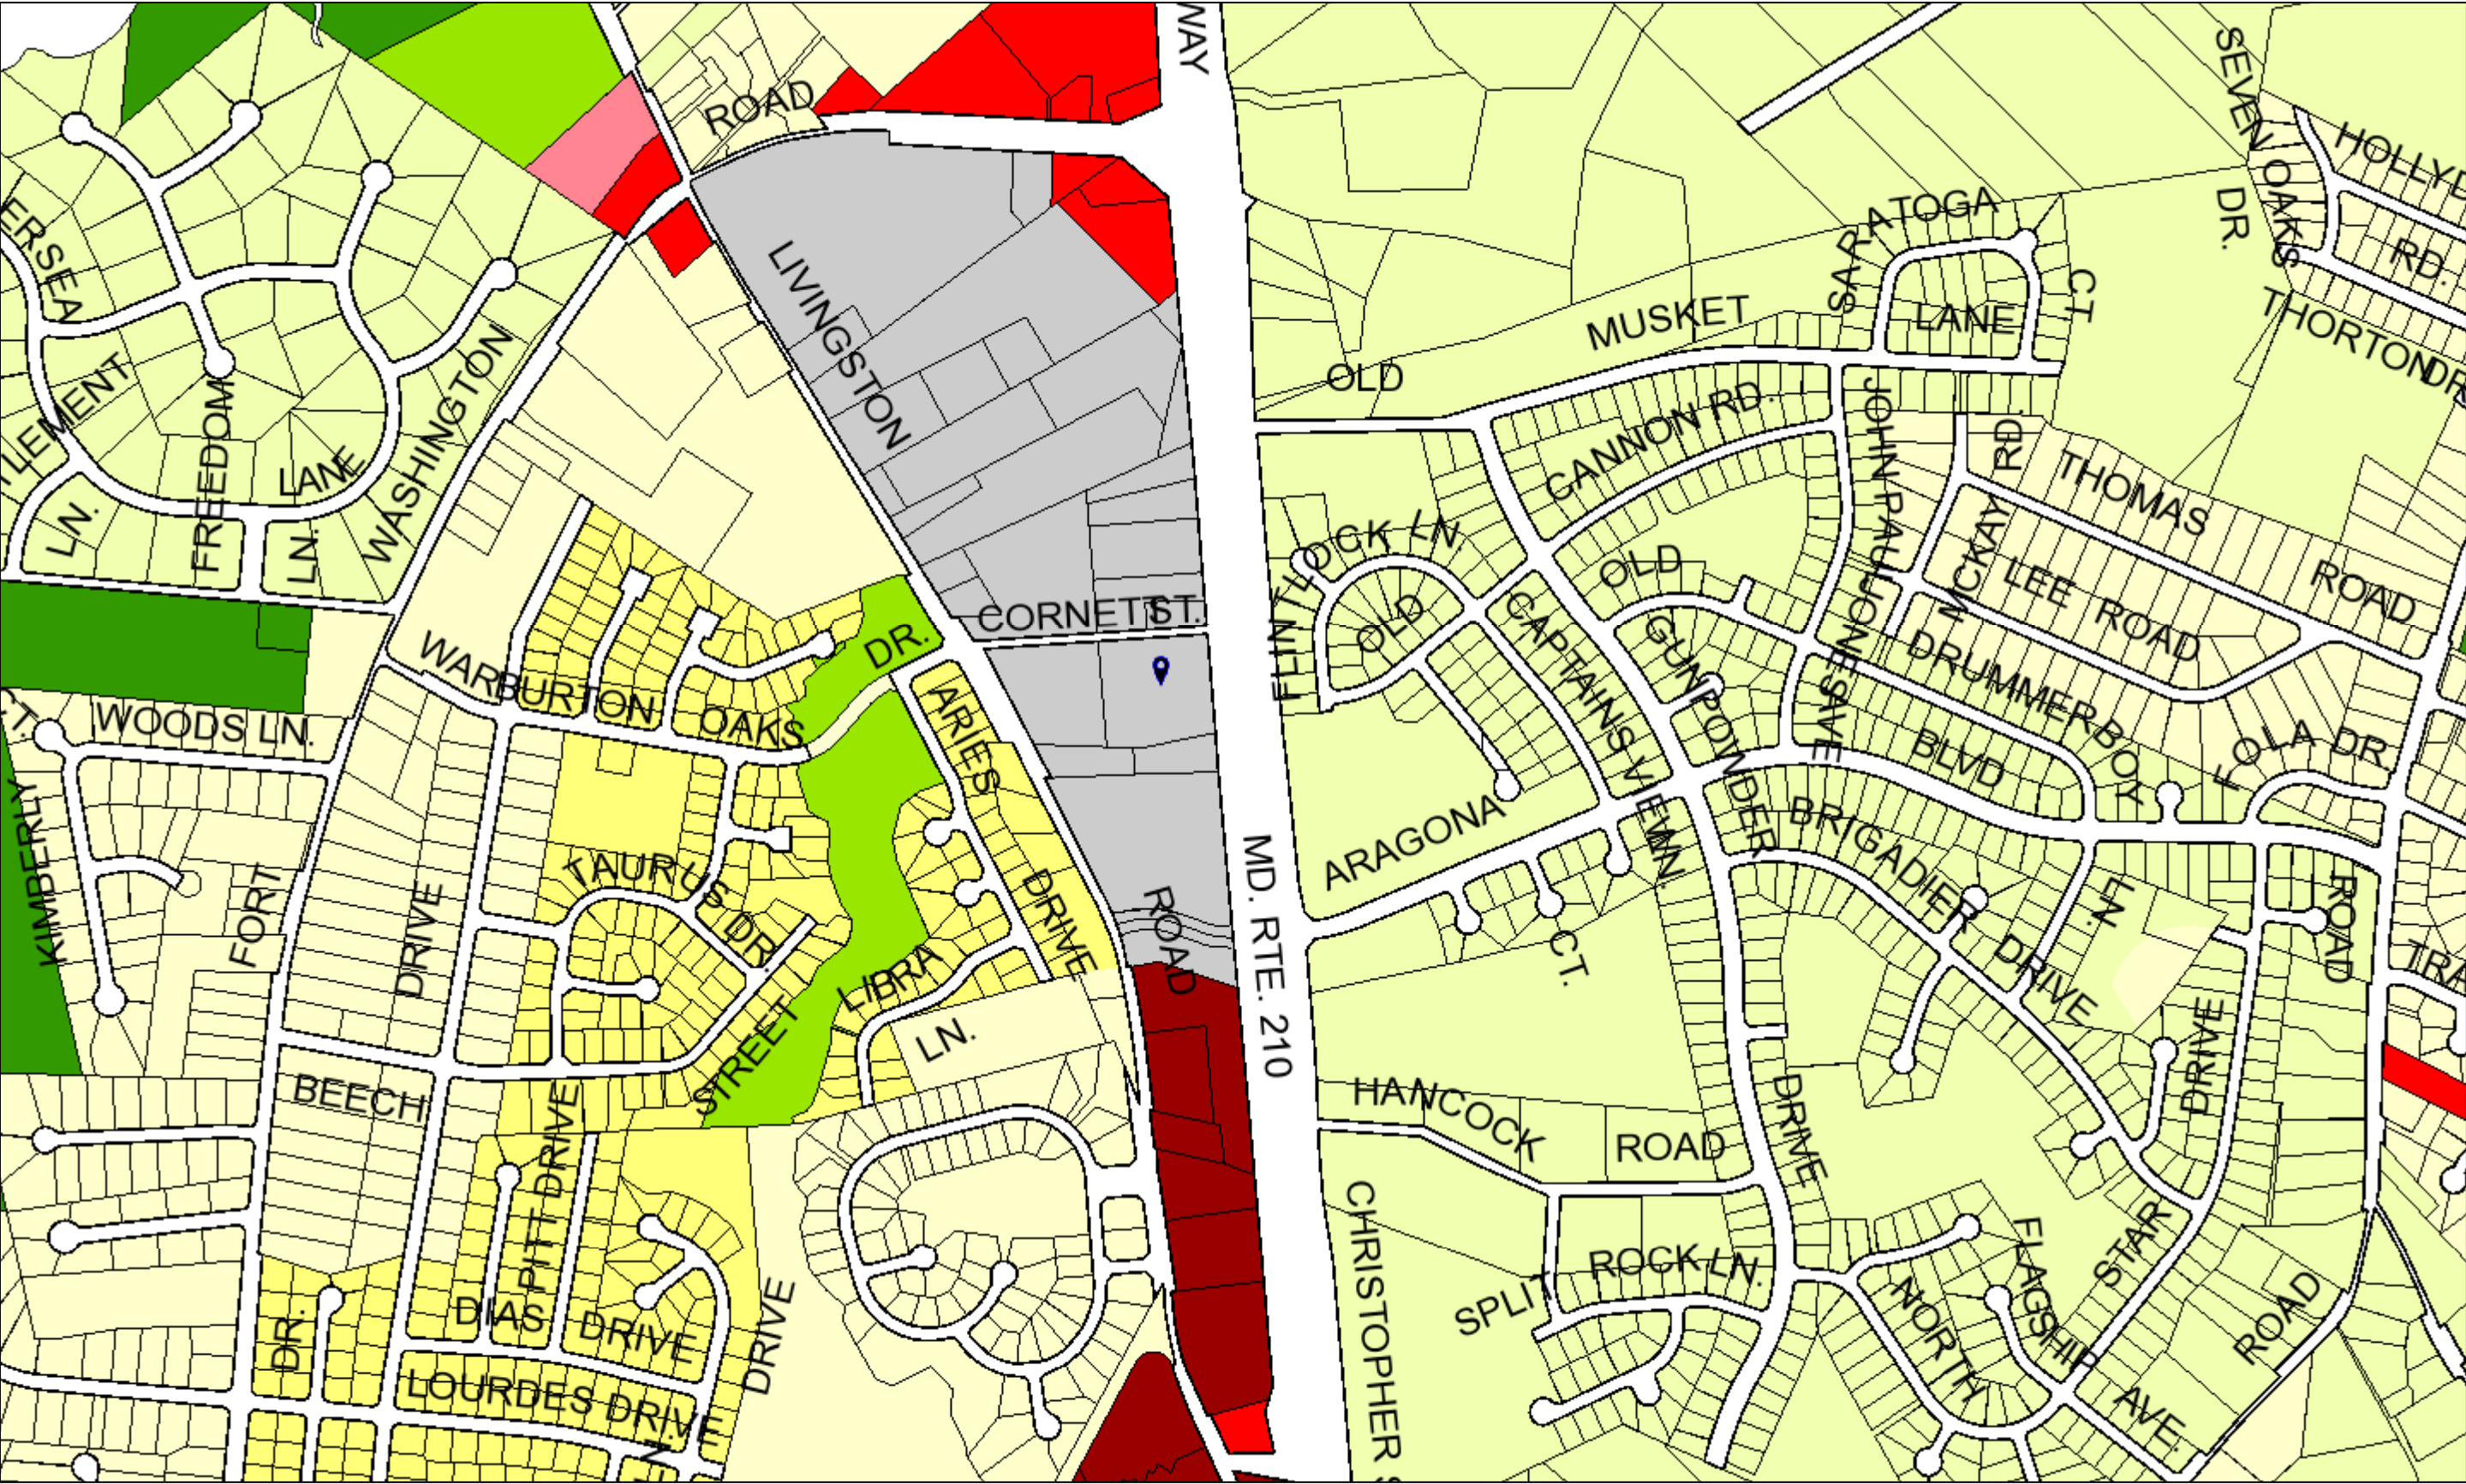 WAY
ROAD
SEVEN OAKS
DR.
HOLLYD
RD.
THORTON
DR
ERSEA
LIVINGSTON
SARATOGA
CT
LANE
MUSKET
OLD
TLEMENT
LN.
FREEDOM
LANE
LN.
WASHINGTON
CANNON RD.
JOHN PAUL JONES AVE
MCKAY RD.
THOMAS
ROAD
LEE ROAD
FLINTLOCK LN.
OLD
OLD
GUNPOWDER
CAPTAINS VIEW
LN.
CORNETT ST.
DR.
WARBURTON
OAKS
ARIES
DRIVE
DRUMMER BOY
BLVD
FOLA DR.
CT.
WOODS LN.
KIMBERLY
FORT
DRIVE
TAURUS DR.
ARAGONA
BRIGADIER
DRIVE
CT.
ROAD
MD. RTE. 210
ROAD
TRA
LIBRA
LN.
STREET
BEECH
PITT DRIVE
DRIVE
HANCOCK
ROAD
DRIVE
CHRISTOPHER
SPLIT
ROCK LN.
FLAGSHIP
AVE.
NORTH
STAR
ROAD
DR.
DIAS
DRIVE
DRIVE
LOURDES DRIVE